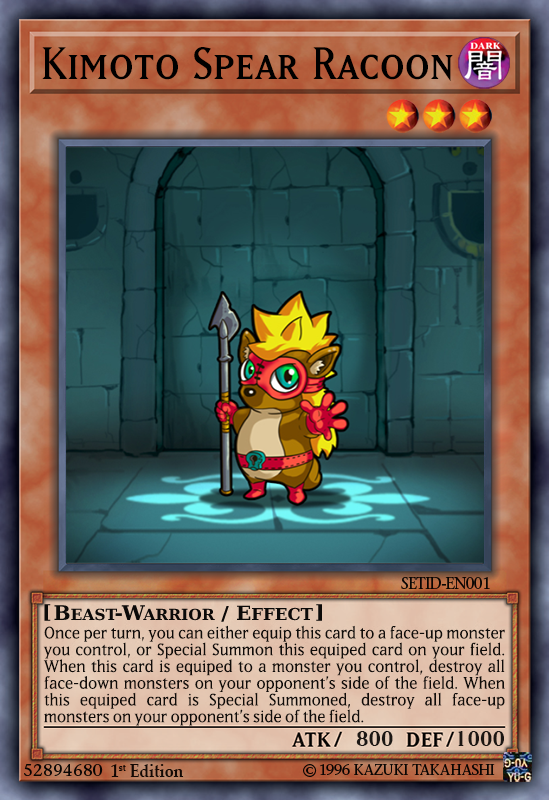 Kimoto Spear Racoon
DARK
闇
SETID-EN001
[Beast-Warrior / Effect]
Once per turn, you can either equip this card to a face-up monster
you control, or Special Summon this equiped card on your field.
When this card is equiped to a monster you control, destroy all
face-down monsters on your opponent's side of the field. When
this equiped card is Special Summoned, destroy all face-up
monsters on your opponent's side of the field.
ATK/ 800 DEF/1000
52894680 1st Edition © 1996 KAZUKI TAKAHASHI